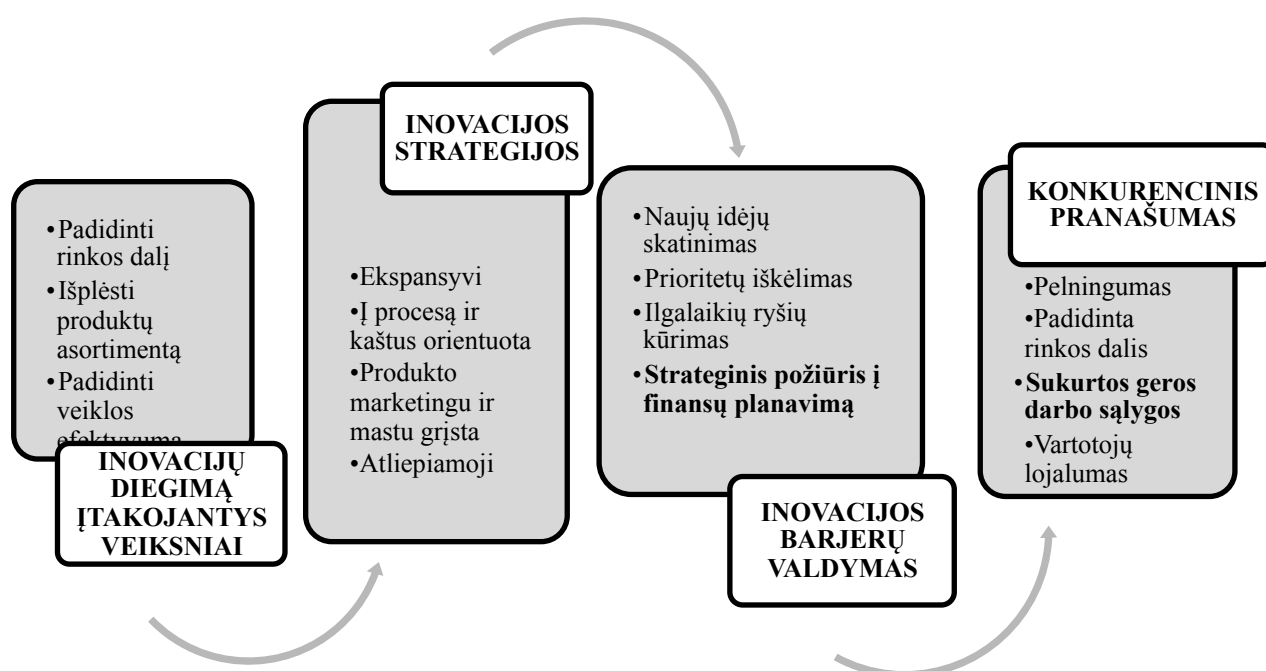 •Padidinti
rinkos dalį
•Išplėsti
produktų
asortimentą
•Padidinti
veiklos
efektyvumą
INOVACIJŲ
DIEGIMĄ
ĮTAKOJANTYS
VEIKSNIAI
INOVACIJOS
STRATEGIJOS
•Ekspansyvi
•Į procesą ir
kaštus orientuota
•Produkto
marketingu ir
mastu grįsta
•Atliepiamoji
•Naujų idėjų
skatinimas
•Prioritetų iškėlimas
•Ilgalaikių ryšių
kūrimas
•Strateginis požiūris į
finansų planavimą
INOVACIJOS
BARJERŲ
VALDYMAS
KONKURENCINIS
PRANAŠUMAS
•Pelningumas
•Padidinta
rinkos dalis
•Sukurtos geros
darbo sąlygos
•Vartotojų
lojalumas